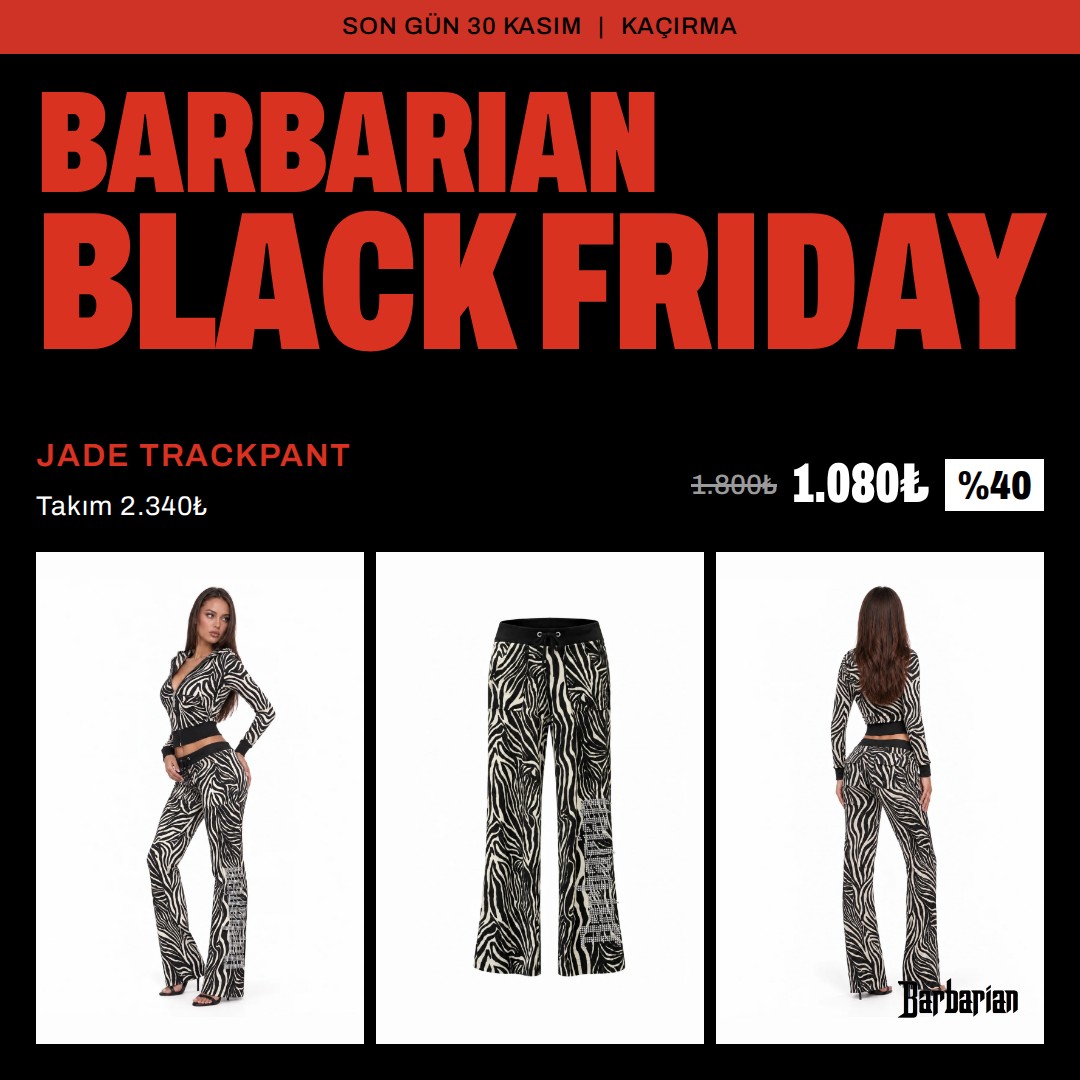 SON GÜN 30 KASIM | KAÇIRMA
BARBARIAN
BLACK FRIDAY
JADE TRACKPANT
Takım 2.340₺
1.800₺ 1.080₺ %40
Barbarian